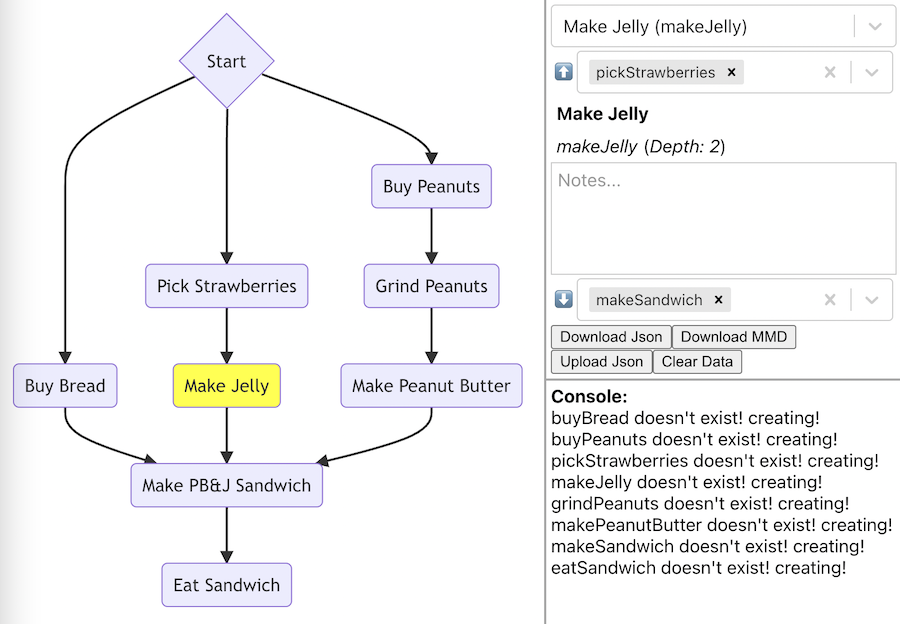 Start
Buy Peanuts
Pick Strawberries
Grind Peanuts
Buy Bread
Make Jelly
Make Peanut Butter
Make PB&J Sandwich
Eat Sandwich
Make Jelly (makeJelly)
pickStrawberries ×
Make Jelly
makeJelly (Depth: 2)
Notes...
makeSandwich ×
Download Json Download MMD
Upload Json Clear Data
Console:
buyBread doesn't exist! creating!
buyPeanuts doesn't exist! creating!
pickStrawberries doesn't exist! creating!
makeJelly doesn't exist! creating!
grindPeanuts doesn't exist! creating!
makePeanutButter doesn't exist! creating!
makeSandwich doesn't exist! creating!
eatSandwich doesn't exist! creating!